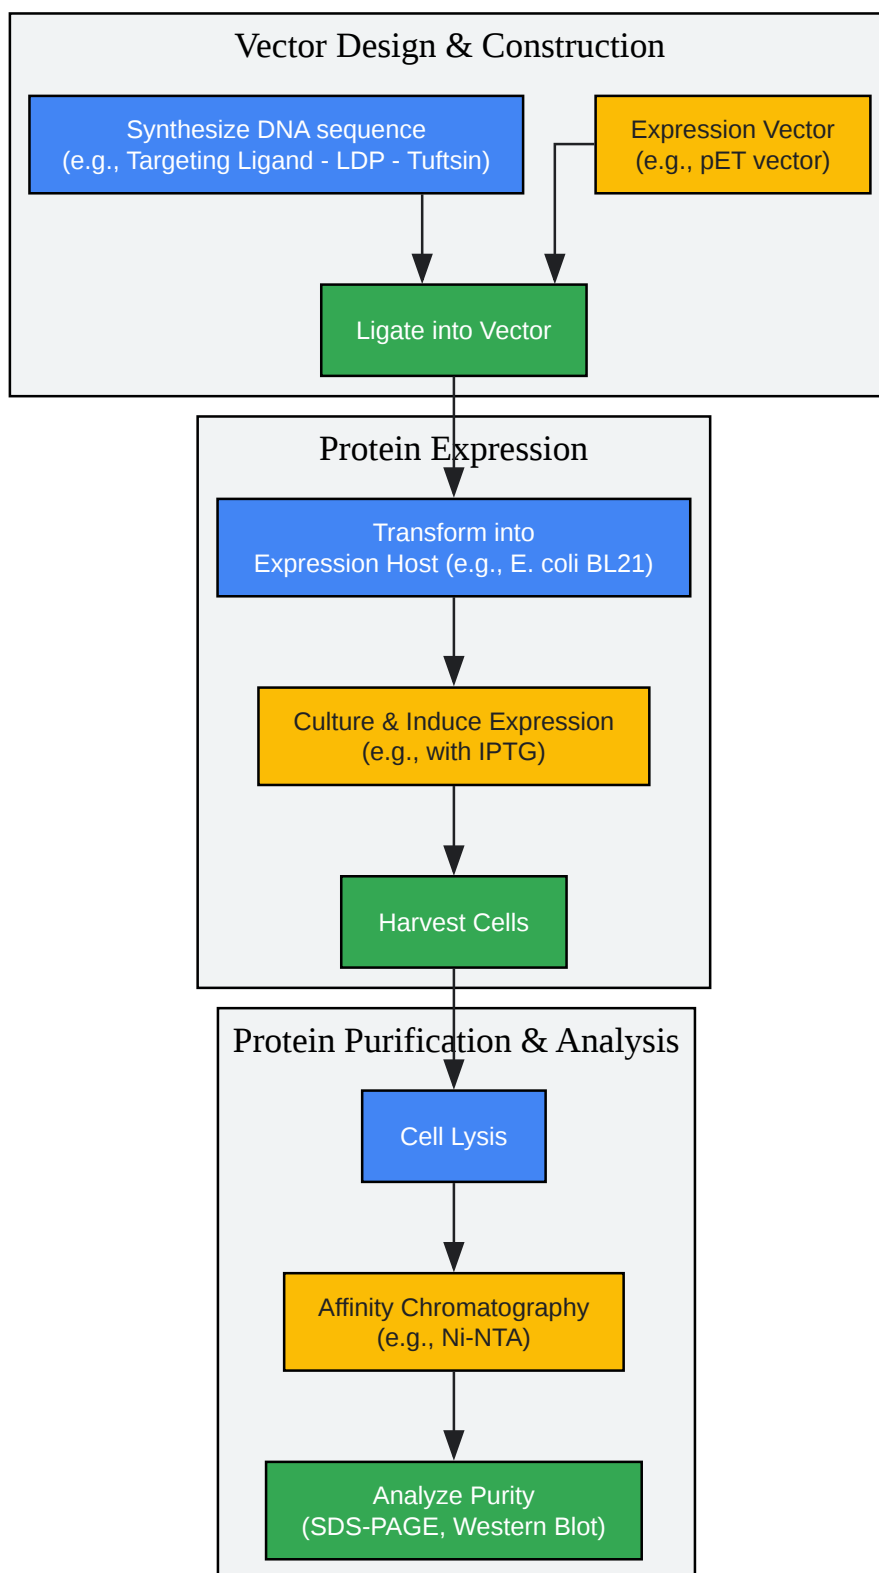 Vector Design & Construction
Synthesize DNA sequence
(e.g., Targeting Ligand - LDP - Tuftsin)
Expression Vector
(e.g., pET vector)
Ligate into Vector
Protein Expression
Transform into
Expression Host (e.g., E. coli BL21)
Culture & Induce Expression
(e.g., with IPTG)
Harvest Cells
Protein Purification & Analysis
Cell Lysis
Affinity Chromatography
(e.g., Ni-NTA)
Analyze Purity
(SDS-PAGE, Western Blot)